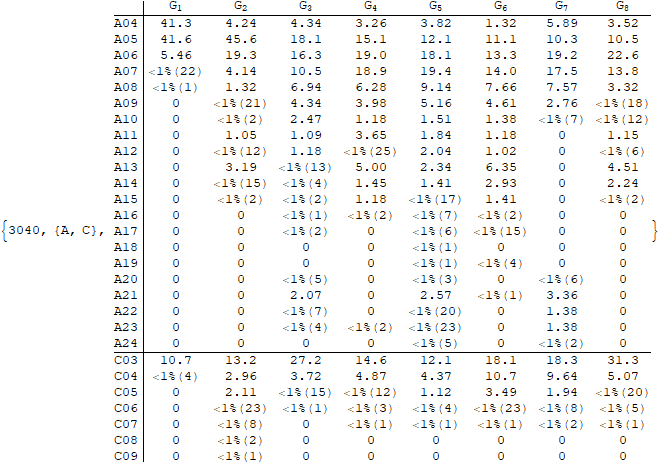 G1 G2 G3 G4 G5 G6 G7 G8
A04 41.3 4.24 4.34 3.26 3.82 1.32 5.89 3.52
A05 41.6 45.6 18.1 15.1 12.1 11.1 10.3 10.5
A06 5.46 19.3 16.3 19.0 18.1 13.3 19.2 22.6
A07 <1%(22) 4.14 10.5 18.9 19.4 14.0 17.5 13.8
A08 <1%(1) 1.32 6.94 6.28 9.14 7.66 7.57 3.32
A09 0 <1%(21) 4.34 3.98 5.16 4.61 2.76 <1%(18)
A10 0 <1%(2) 2.47 1.18 1.51 1.38 <1%(7) <1%(12)
A11 0 1.05 1.09 3.65 1.84 1.18 0 1.15
A12 0 <1%(12) 1.18 <1%(25) 2.04 1.02 0 <1%(6)
A13 0 3.19 <1%(13) 5.00 2.34 6.35 0 4.51
A14 0 <1%(15) <1%(4) 1.45 1.41 2.93 0 2.24
A15 0 <1%(2) <1%(2) 1.18 <1%(17) 1.41 0 <1%(2)
A16 0 0 <1%(1) <1%(2) <1%(7) <1%(2) 0 0
{3040, {A, C}, A17 0 0 <1%(2) 0 <1%(6) <1%(15) 0 0 }
A18 0 0 0 0 <1%(1) 0 0 0
A19 0 0 0 0 <1%(1) <1%(4) 0 0
A20 0 0 <1%(5) 0 <1%(3) 0 <1%(6) 0
A21 0 0 2.07 0 2.57 <1%(1) 3.36 0
A22 0 0 <1%(7) 0 <1%(20) 0 1.38 0
A23 0 0 <1%(4) <1%(2) <1%(23) 0 1.38 0
A24 0 0 0 0 <1%(5) 0 <1%(2) 0
C03 10.7 13.2 27.2 14.6 12.1 18.1 18.3 31.3
C04 <1%(4) 2.96 3.72 4.87 4.37 10.7 9.64 5.07
C05 0 2.11 <1%(15) <1%(12) 1.12 3.49 1.94 <1%(20)
C06 0 <1%(23) <1%(1) <1%(3) <1%(4) <1%(23) <1%(8) <1%(5)
C07 0 <1%(8) 0 <1%(1) <1%(1) <1%(1) <1%(2) <1%(1)
C08 0 <1%(2) 0 0 0 0 0 0
C09 0 <1%(1) 0 0 0 0 0 0